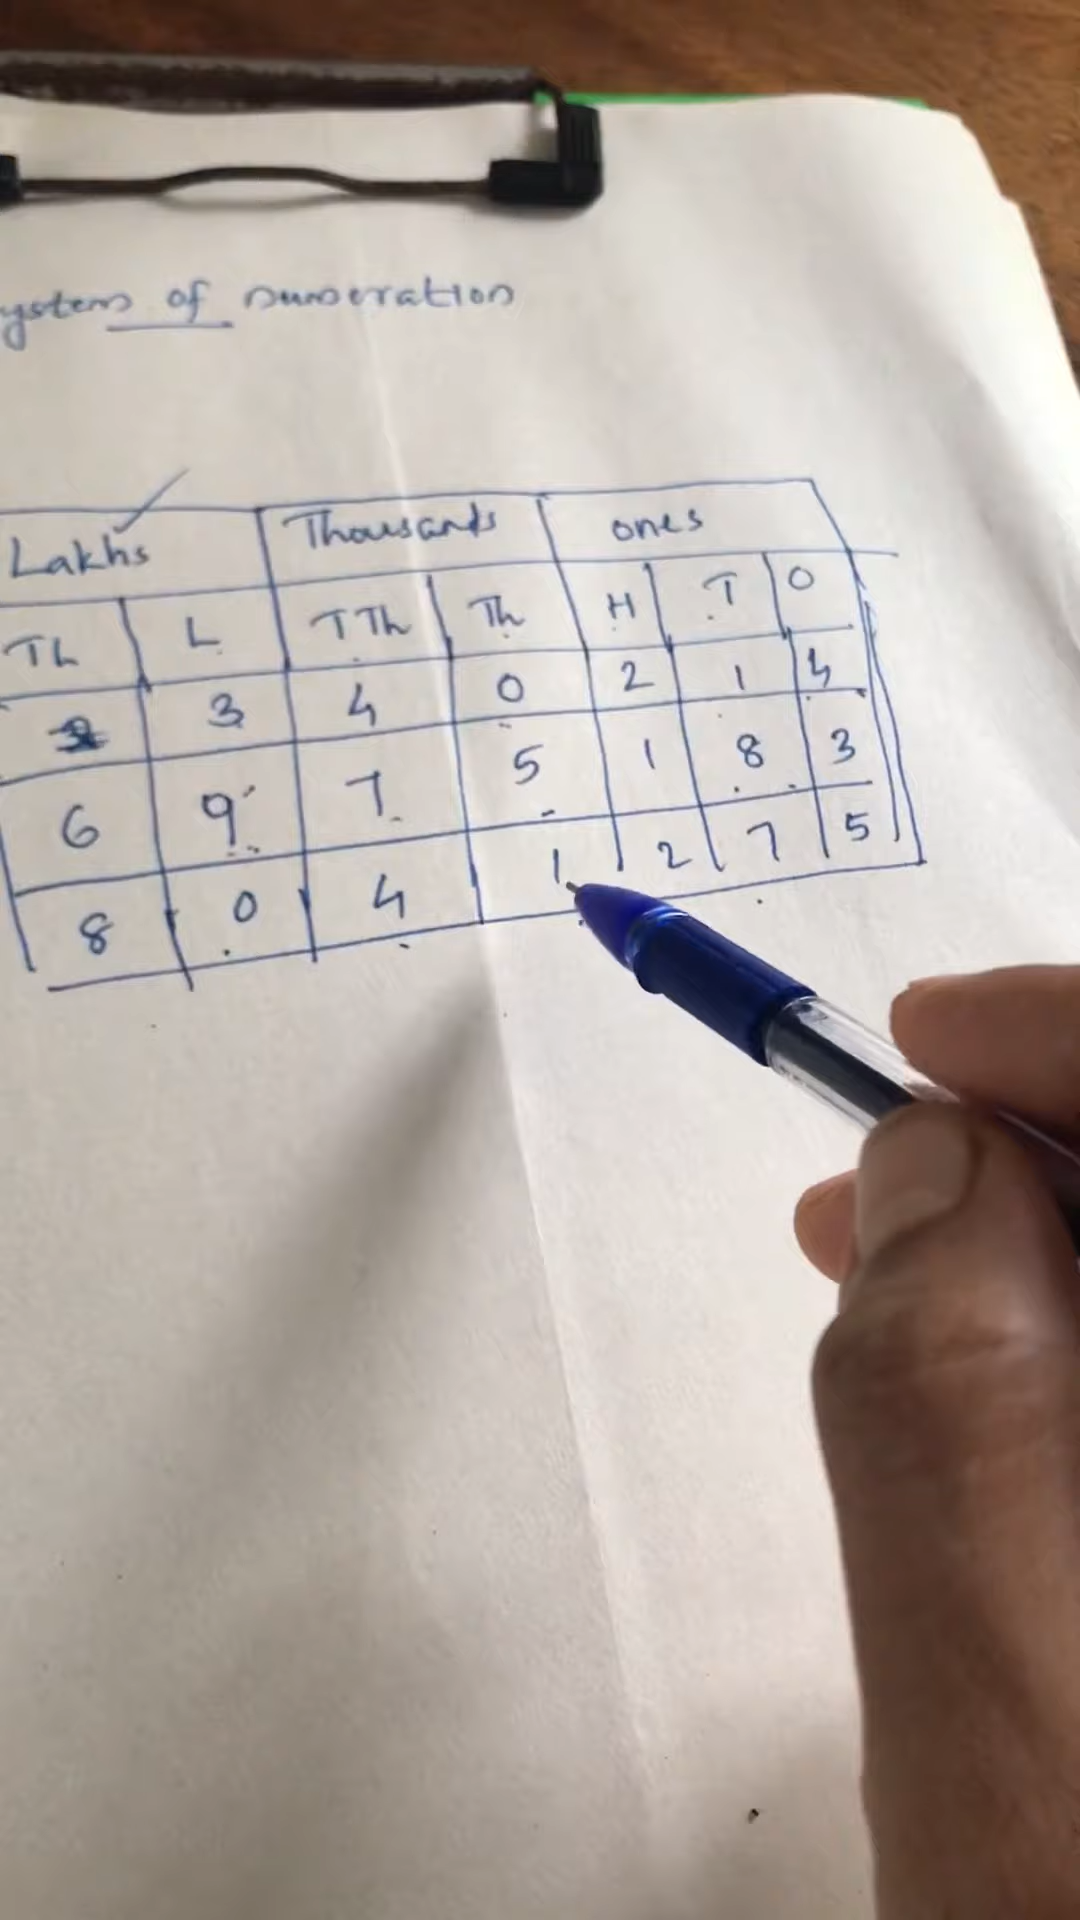 ystem of numeration
Lakhs Thousands ones
TL L T Th Th H T O
3 4 0 2 1 4
6 9 7 5 1 8 3
8 0 4 1 2 7 5